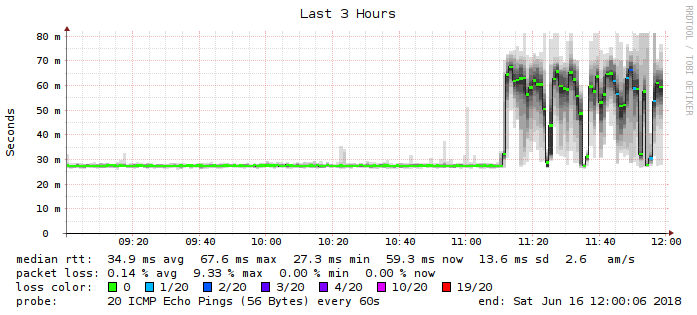 Last 3 Hours
RRDTOOL / TOBI OETIKER
Seconds
80 m
70 m
60 m
50 m
40 m
30 m
20 m
10 m
0
09:20 09:40 10:00 10:20 10:40 11:00 11:20 11:40 12:00
median rtt: 34.9 ms avg 67.6 ms max 27.3 ms min 59.3 ms now 13.6 ms sd 2.6 am/s
packet loss: 0.14 % avg 9.33 % max 0.00 % min 0.00 % now
loss color: 0 1/20 2/20 3/20 4/20 10/20 19/20
probe: 20 ICMP Echo Pings (56 Bytes) every 60s end: Sat Jun 16 12:00:06 2018